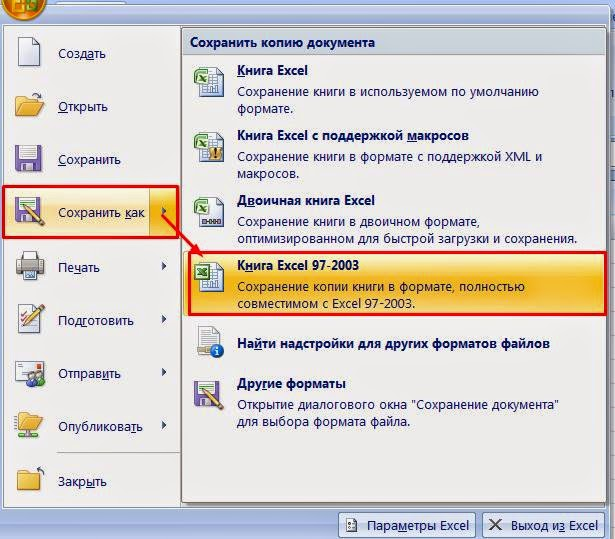 Создать
Открыть
Сохранить
Сохранить как
Печать
Подготовить
Отправить
Опубликовать
Закрыть
Сохранить копию документа
Книга Excel
Сохранение книги в используемом по умолчанию
формате.
Книга Excel с поддержкой макросов
Сохранение книги в формате с поддержкой XML и
макросов.
Двоичная книга Excel
Сохранение книги в двоичном формате,
оптимизированном для быстрой загрузки и сохранения.
Книга Excel 97-2003
Сохранение копии книги в формате, полностью
совместимом с Excel 97-2003.
Найти надстройки для других форматов файлов
Другие форматы
Открытие диалогового окна "Сохранение документа"
для выбора формата файла.
Параметры Excel
Выход из Excel